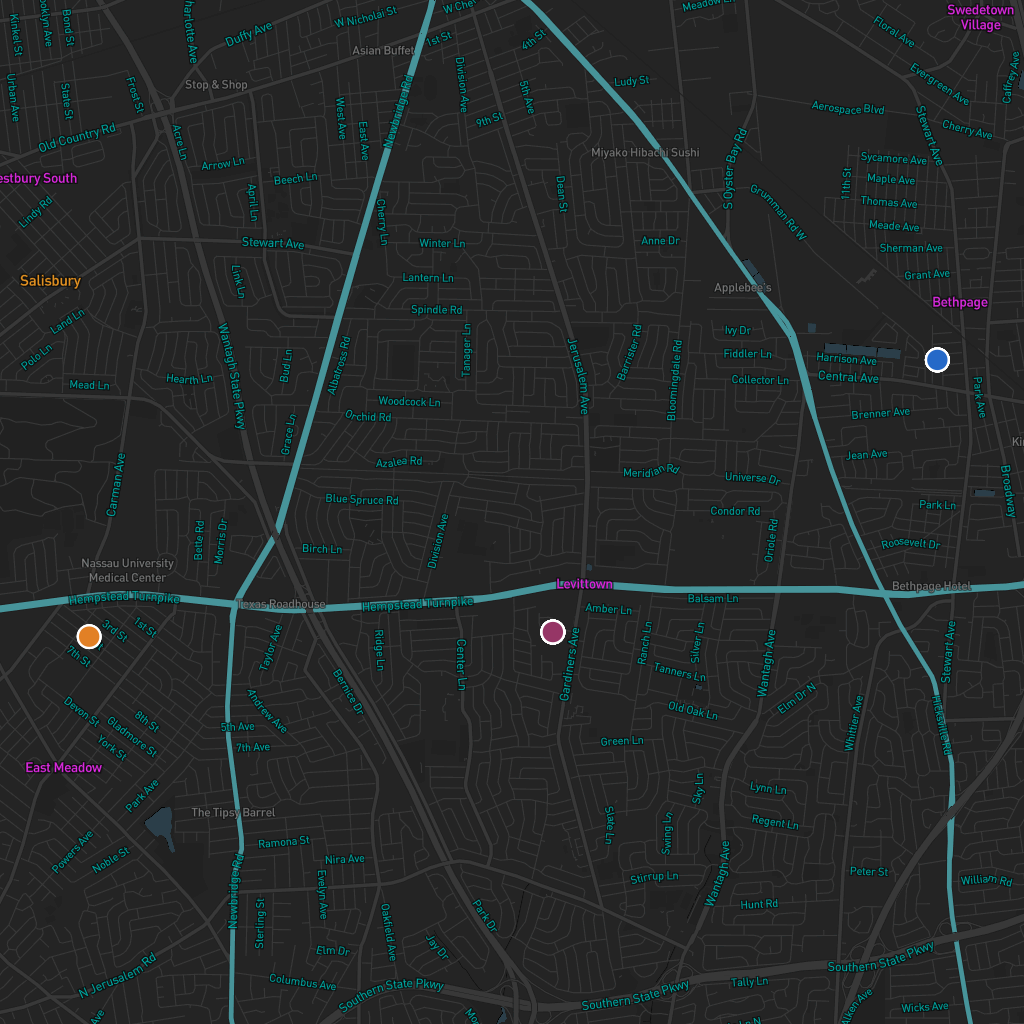 W Nicholai St
W Che
Meadow Ln
Swedetown
Village
Kinkel St
Bond St
Duffy Ave
1st St
4th St
Floral Ave
Asian Buffet
Stop & Shop
Division Ave
5th Ave
Ludy St
Evergreen Ave
Caffrey Ave
Urban Ave
State St
Frost St
West Ave
East Ave
Newbridge Rd
9th St
Aerospace Blvd
Stewart Ave
Cherry Ave
Old Country Rd
Acre Ln
Arrow Ln
Beech Ln
Miyako Hibachi Sushi
S Oyster Bay Rd
Sycamore Ave
estbury South
April Ln
Dean St
11th St
Maple Ave
Thomas Ave
Lindy Rd
Cherry Ln
Grumman Rd W
Meade Ave
Stewart Ave
Winter Ln
Anne Dr
Sherman Ave
Salisbury
Link Ln
Lantern Ln
Applebee's
Grant Ave
Bethpage
Land Ln
Spindle Rd
Ivy Dr
Polo Ln
Wantagh State Pkwy
Bud Ln
Albatross Rd
Tanager Ln
Jerusalem Ave
Barrister Rd
Bloomingdale Rd
Fiddler Ln
Harrison Ave
Mead Ln
Hearth Ln
Collector Ln
Central Ave
Park Ave
Woodcock Ln
Orchid Rd
Brenner Ave
Grace Ln
Carman Ave
Azalea Rd
Meridian Rd
Universe Dr
Jean Ave
Broadway
Blue Spruce Rd
Condor Rd
Park Ln
Bette Rd
Morris Dr
Birch Ln
Division Ave
Oriole Rd
Roosevelt Dr
Nassau University
Medical Center
Levittown
Bethpage Hotel
Hempstead Turnpike
Texas Roadhouse
Hempstead Turnpike
Amber Ln
Balsam Ln
3rd St
1st St
7th St
Taylor Ave
Ridge Ln
Center Ln
Gardiners Ave
Ranch Ln
Silver Ln
Wantagh Ave
Stewart Ave
Tanners Ln
Bernice Dr
Devon St
Gladmore St
8th St
York St
5th Ave
Andrew Ave
7th Ave
Old Oak Ln
Elm Dr N
Whittier Ave
Hicksville Rd
Green Ln
East Meadow
Park Ave
Sky Ln
Lynn Ln
The Tipsy Barrel
Slate Ln
Swing Ln
Regent Ln
Powers Ave
Noble St
Ramona St
Nira Ave
Newbridge Rd
Evelyn Ave
Stirrup Ln
Wantagh Ave
Peter St
William Rd
Sterling St
Oakfield Ave
Park Dr
Hunt Rd
Elm Dr
Jay Dr
N Jerusalem Rd
Columbus Ave
Southern State Pkwy
Southern State Pkwy
Tally Ln
Southern State Pkwy
Wicks Ave